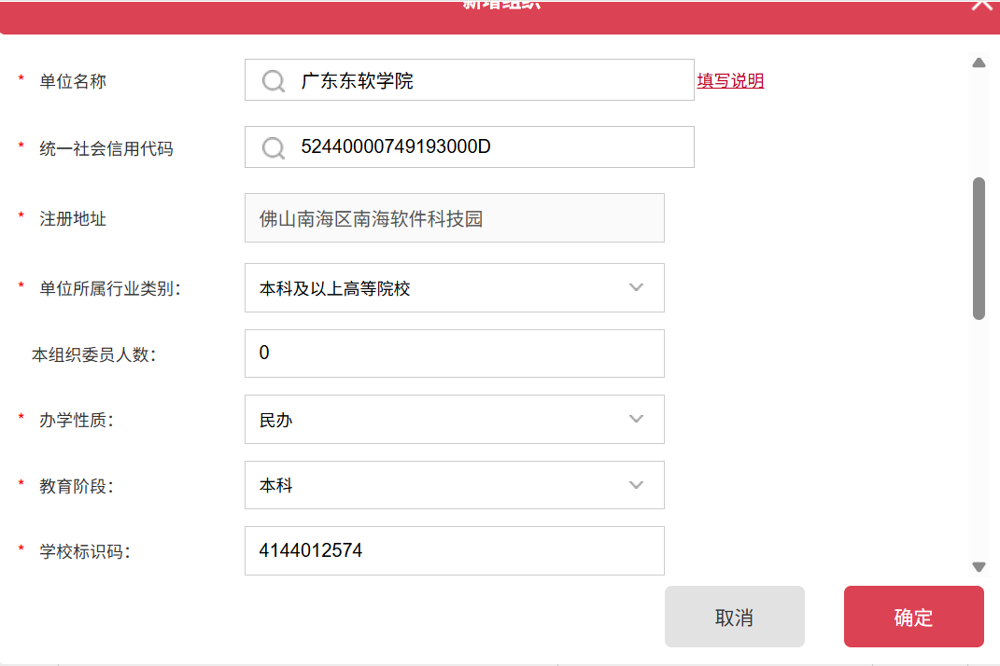 新增组织
* 单位名称 广东东软学院 填写说明
* 统一社会信用代码 52440000749193000D
* 注册地址 佛山南海区南海软件科技园
* 单位所属行业类别： 本科及以上高等院校
本组织委员人数： 0
* 办学性质： 民办
* 教育阶段： 本科
* 学校标识码： 4144012574
取消 确定